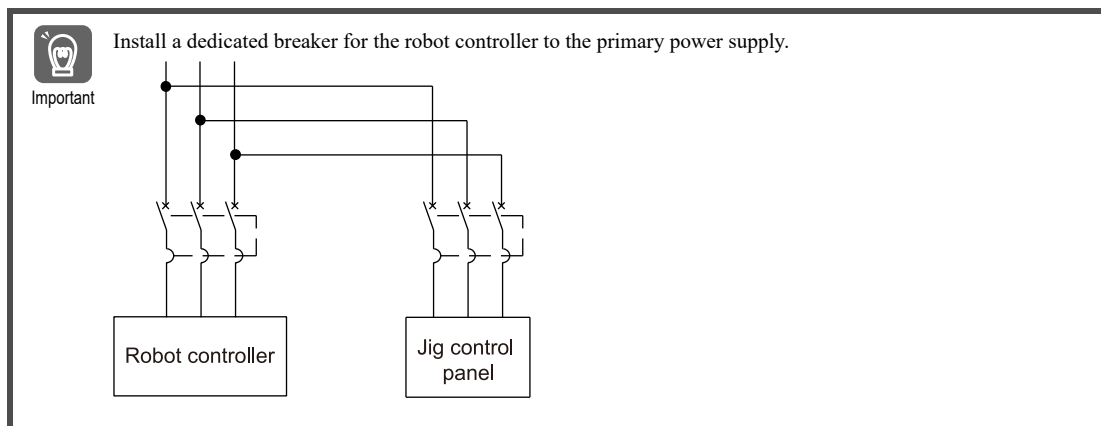 Install a dedicated breaker for the robot controller to the primary power supply.
Important
Robot controller
Jig control
panel